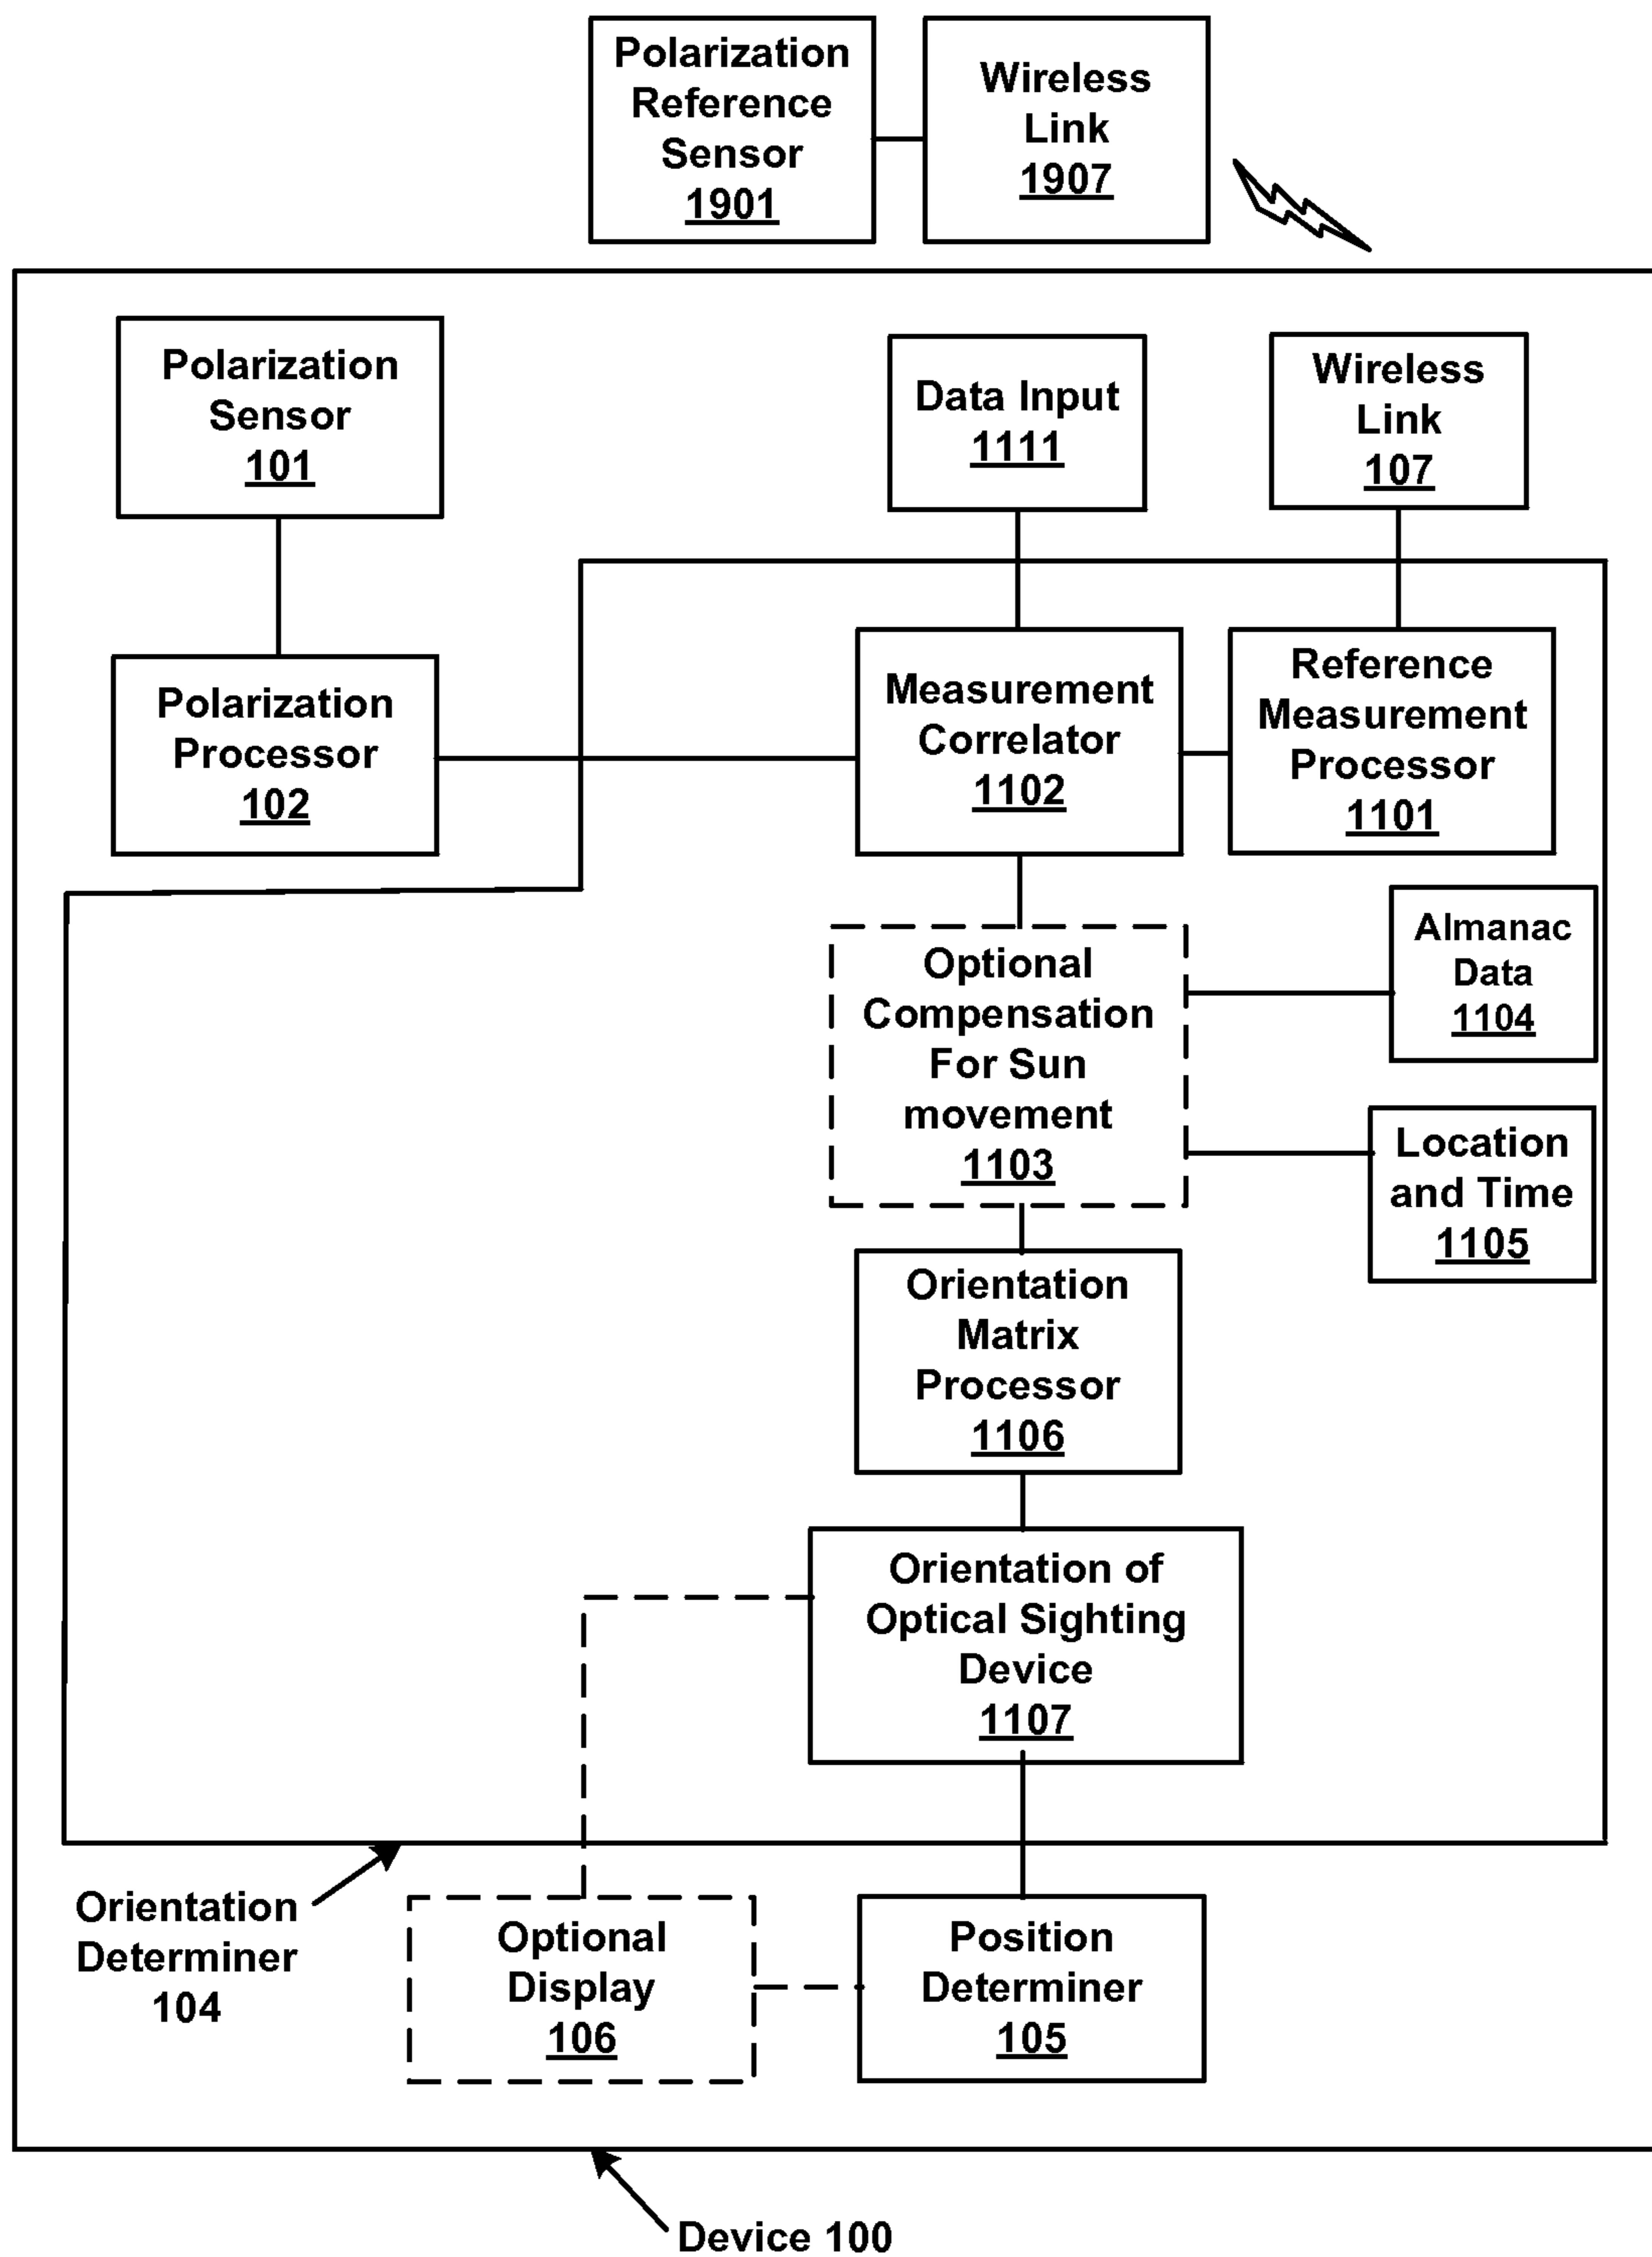 Polarization
Reference
Sensor
1901
Wireless
Link
1907
Polarization
Sensor
101
Data Input
1111
Wireless
Link
107
Polarization
Processor
102
Measurement
Correlator
1102
Reference
Measurement
Processor
1101
Optional
Compensation
For Sun
movement
1103
Almanac
Data
1104
Location
and Time
1105
Orientation
Matrix
Processor
1106
Orientation of
Optical Sighting
Device
1107
Orientation
Determiner
104
Optional
Display
106
Position
Determiner
105
Device 100